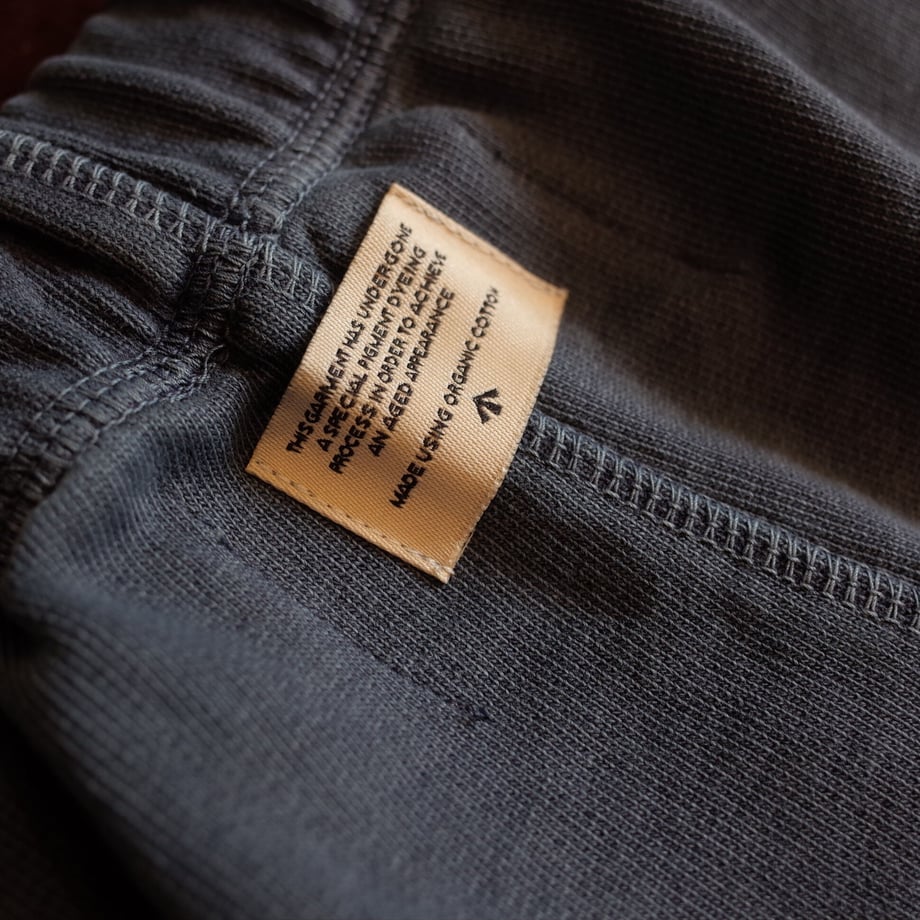 THIS GARMENT HAS UNDERGONE
A SPECIAL PIGMENT DYEING
PROCESS IN ORDER TO ACHIEVE
AN AGED APPEARANCE
MADE USING ORGANIC COTTON